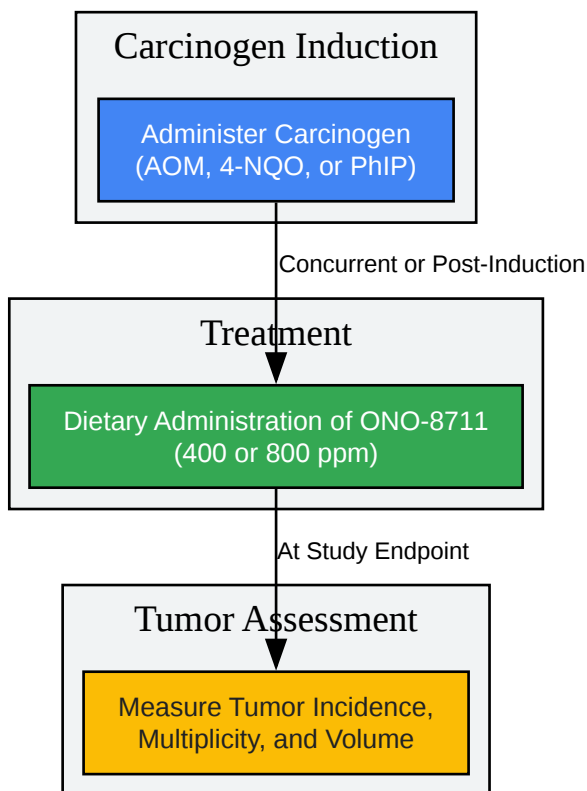 Carcinogen Induction
Administer Carcinogen
(AOM, 4-NQO, or PhIP)
Concurrent or Post-Induction
Treatment
Dietary Administration of ONO-8711
(400 or 800 ppm)
At Study Endpoint
Tumor Assessment
Measure Tumor Incidence,
Multiplicity, and Volume